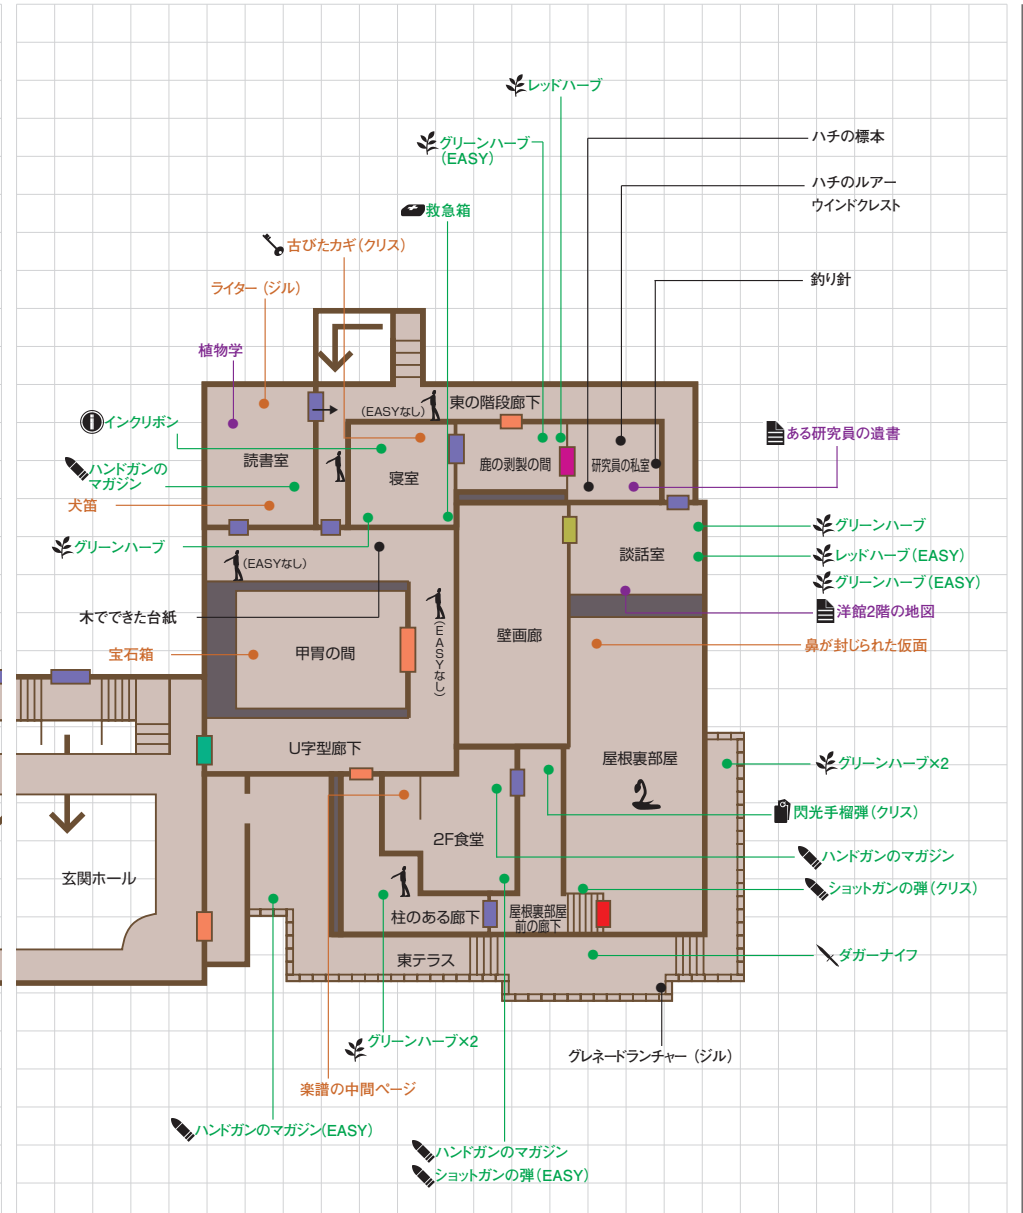 レッドハーブ
グリーンハーブ
(EASY)
ハチの標本
ハチのルアー
ウインドクレスト
救急箱
古びたカギ(クリス)
釣り針
ライター(ジル)
植物学
(EASYなし)
東の階段廊下
インクリボン
ある研究員の遺書
読書室
寝室
鹿の剥製の間
研究員の私室
ハンドガンの
マガジン
犬笛
グリーンハーブ
グリーンハーブ
(EASYなし)
談話室
レッドハーブ(EASY)
グリーンハーブ(EASY)
木でできた台紙
洋館2階の地図
(EASYなし)
壁画廊
宝石箱
甲冑の間
鼻が封じられた仮面
U字型廊下
屋根裏部屋
グリーンハーブ×2
閃光手榴弾(クリス)
2F食堂
ハンドガンのマガジン
玄関ホール
ショットガンの弾(クリス)
柱のある廊下
屋根裏部屋
前の廊下
東テラス
ダガーナイフ
グリーンハーブ×2
グレネードランチャー(ジル)
楽譜の中間ページ
ハンドガンのマガジン(EASY)
ハンドガンのマガジン
ショットガンの弾(EASY)